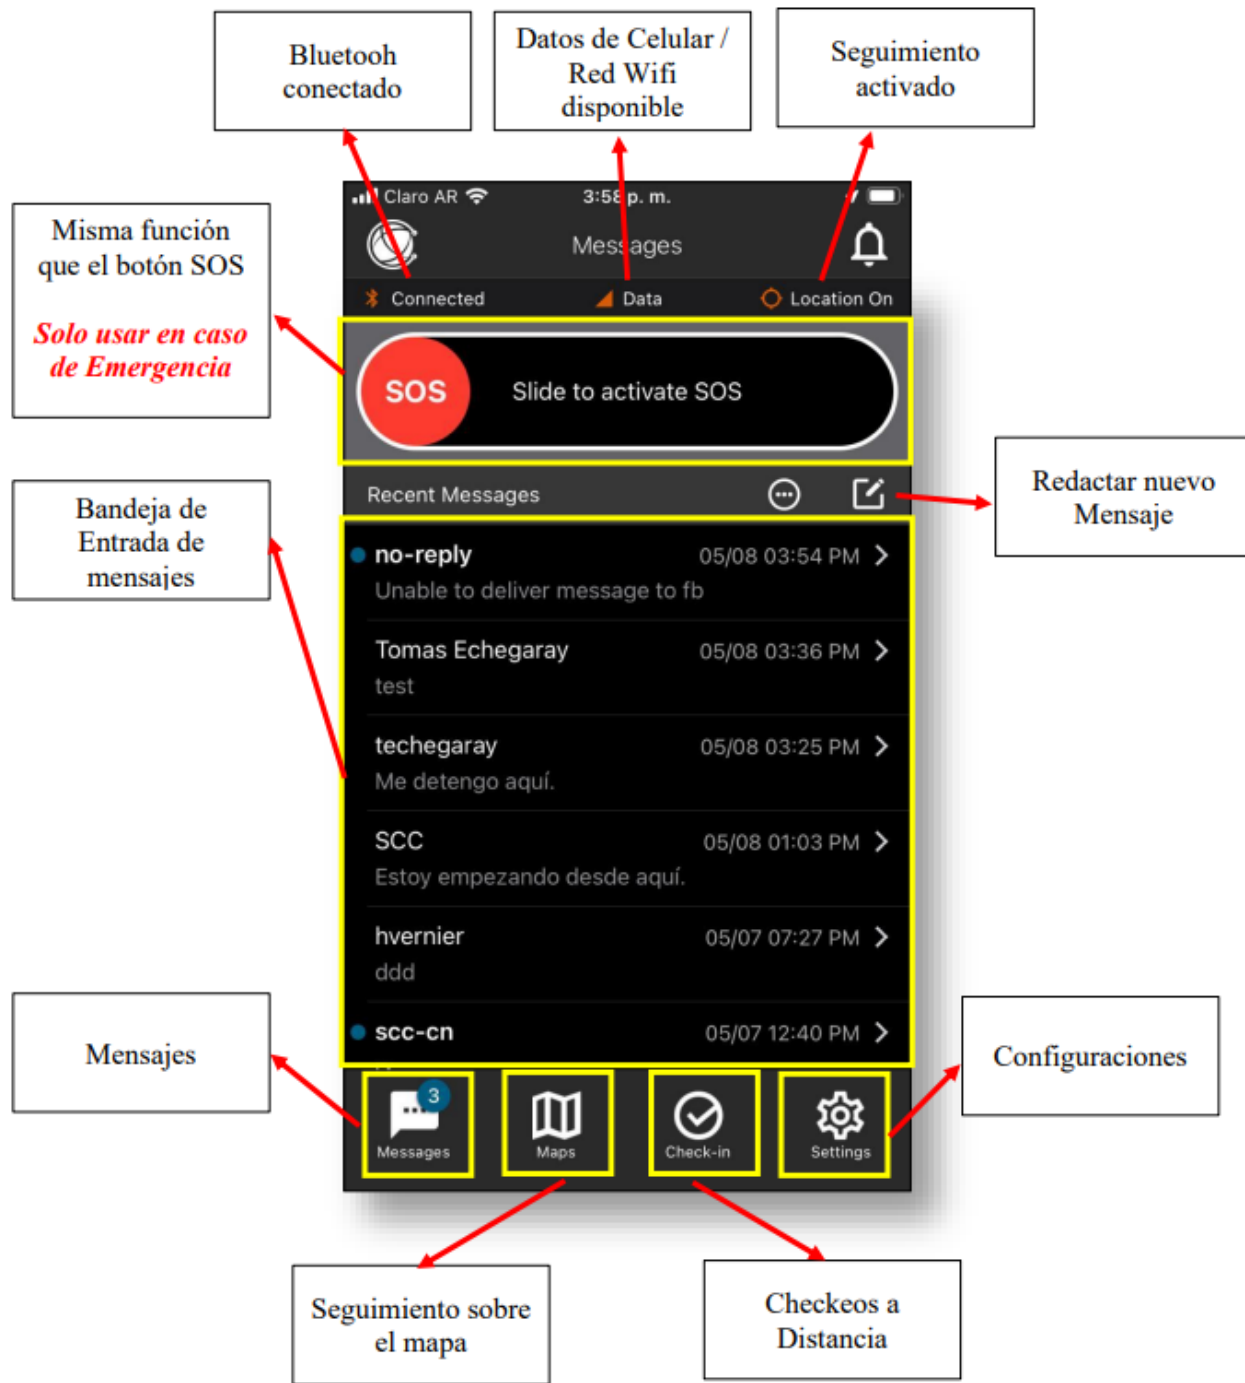 Bluetooh
conectado
Datos de Celular /
Red Wifi
disponible
Seguimiento
activado
Claro AR
3:58 p. m.
Messages
Connected
Data
Location On
Misma función
que el botón SOS
Solo usar en caso
de Emergencia
SOS
Slide to activate SOS
Recent Messages
Redactar nuevo
Mensaje
Bandeja de
Entrada de
mensajes
no-reply
05/08 03:54 PM
Unable to deliver message to fb
Tomas Echegaray
05/08 03:36 PM
test
techegaray
05/08 03:25 PM
Me detengo aquí.
SCC
05/08 01:03 PM
Estoy empezando desde aquí.
hvernier
05/07 07:27 PM
ddd
scc-cn
05/07 12:40 PM
Mensajes
Configuraciones
3
Messages
Maps
Check-in
Settings
Seguimiento sobre
el mapa
Checkeos a
Distancia